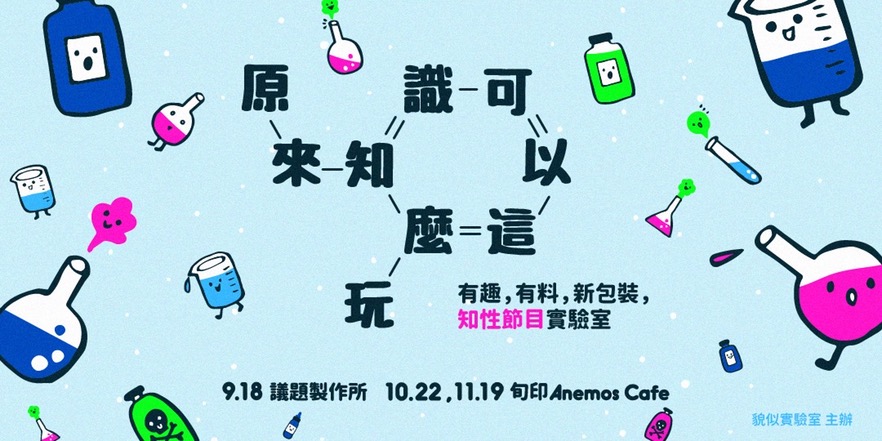 原來知識可以這麼玩
有趣,有料,新包裝,
知性節目實驗室
9.18 議題製作所 10.22 ,11.19 旬印Anemos Cafe
貌似實驗室 主辦